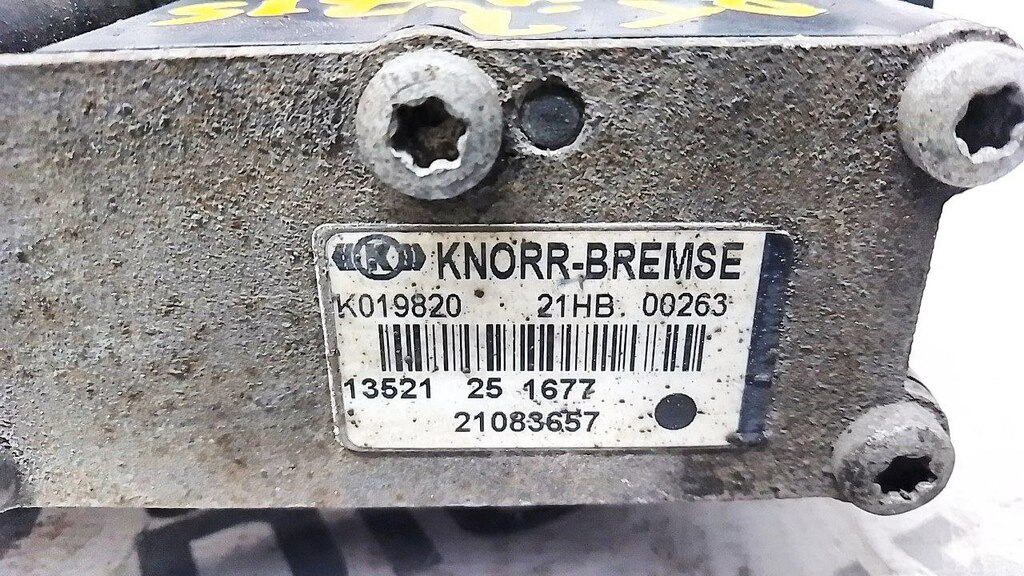 KNORR-BREMSE
K019820 21HB 00263
13521 25 1677
21083657